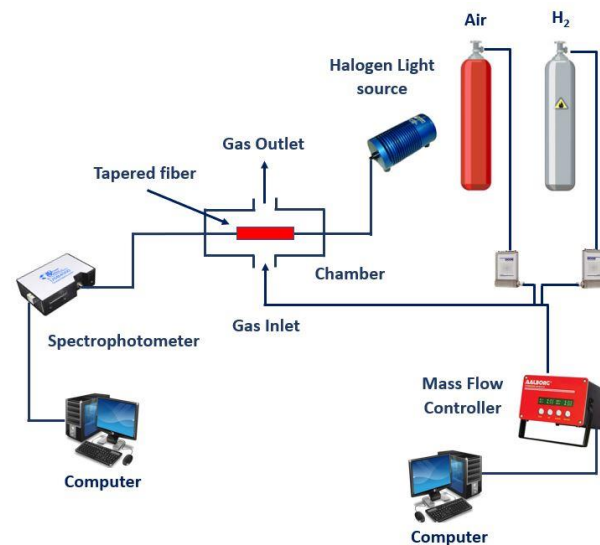 Air
H₂
Halogen Light
source
Gas Outlet
Tapered fiber
Chamber
Gas Inlet
Spectrophotometer
Mass Flow
Controller
AALBORG
Computer
Computer